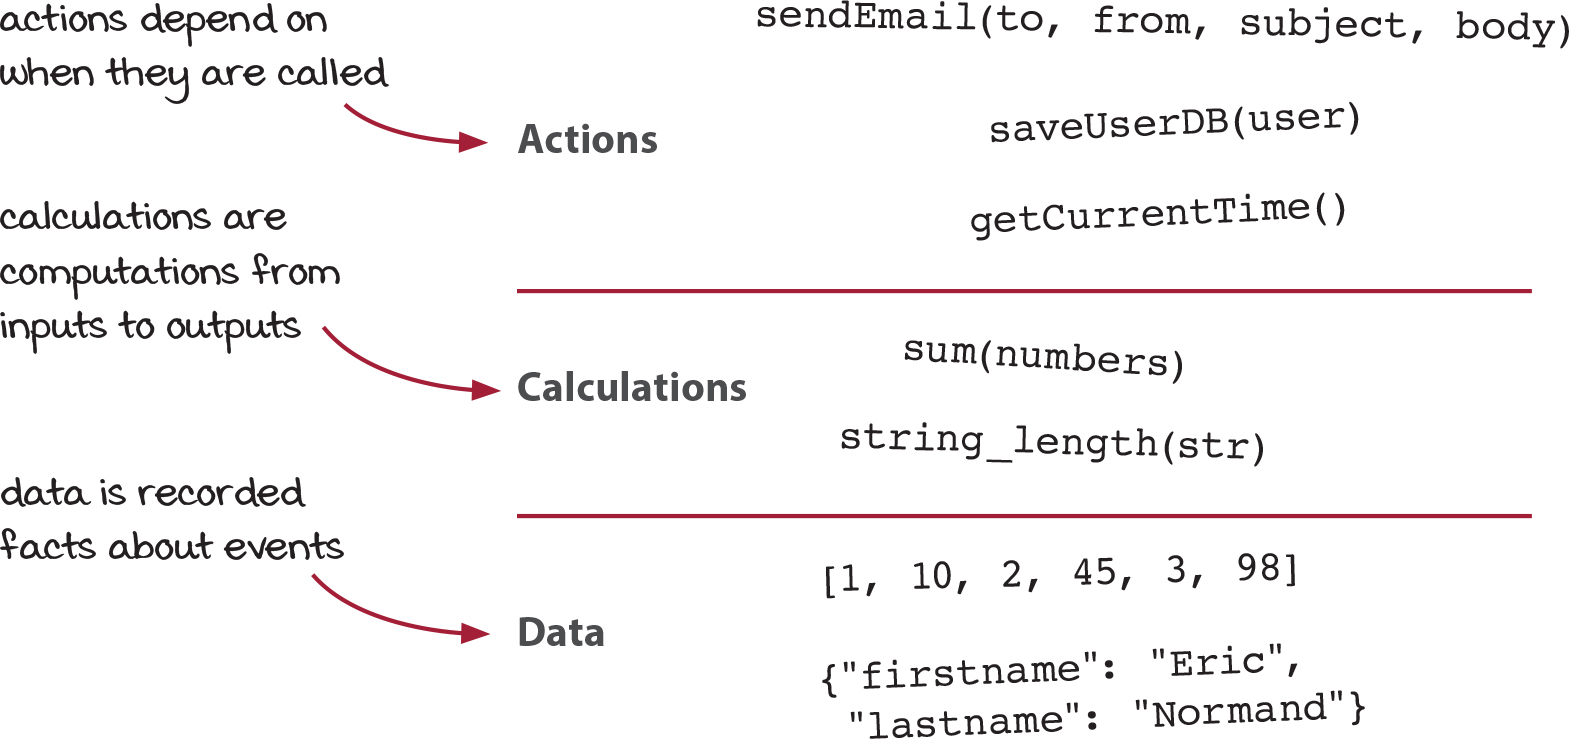 actions depend on
when they are called
Actions
sendEmail(to, from, subject, body)
saveUserDB(user)
getCurrentTime()
calculations are
computations from
inputs to outputs
Calculations
sum(numbers)
string_length(str)
data is recorded
facts about events
Data
[1, 10, 2, 45, 3, 98]
{"firstname": "Eric",
"lastname": "Normand"}